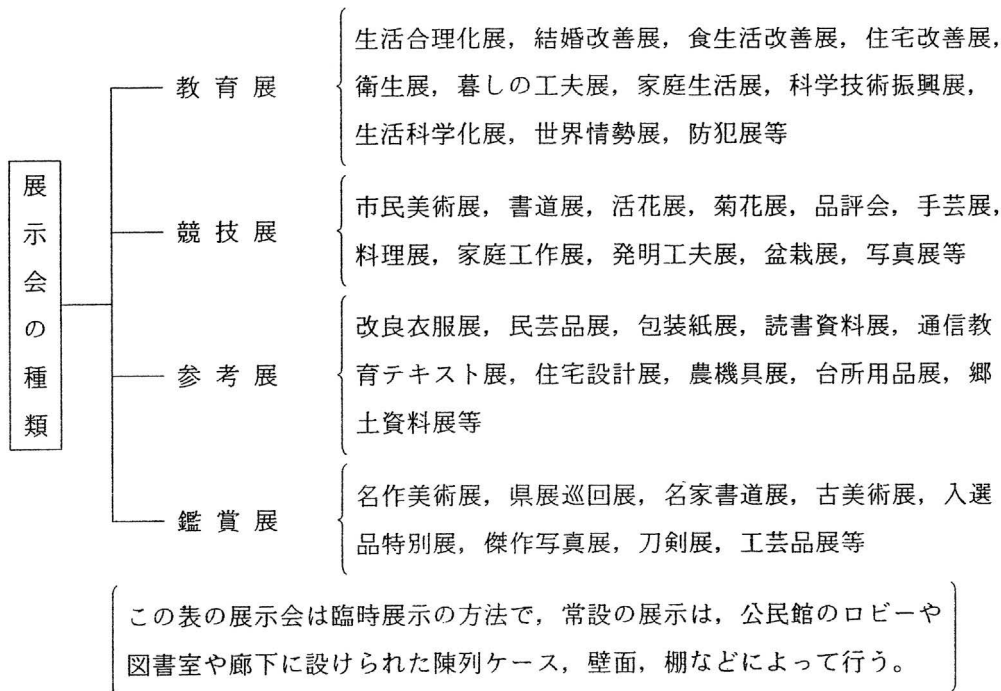 展示会の種類
教育展
生活合理化展，結婚改善展，食生活改善展，住宅改善展，
衛生展，暮しの工夫展，家庭生活展，科学技術振興展，
生活科学化展，世界情勢展，防犯展等
競技展
市民美術展，書道展，活花展，菊花展，品評会，手芸展，
料理展，家庭工作展，発明工夫展，盆栽展，写真展等
参考展
改良衣服展，民芸品展，包装紙展，読書資料展，通信教
育テキスト展，住宅設計展，農機具展，台所用品展，郷
土資料展等
鑑賞展
名作美術展，県展巡回展，名家書道展，古美術展，入選
品特別展，傑作写真展，刀剣展，工芸品展等
この表の展示会は臨時展示の方法で，常設の展示は，公民館のロビーや
図書室や廊下に設けられた陳列ケース，壁面，棚などによって行う。